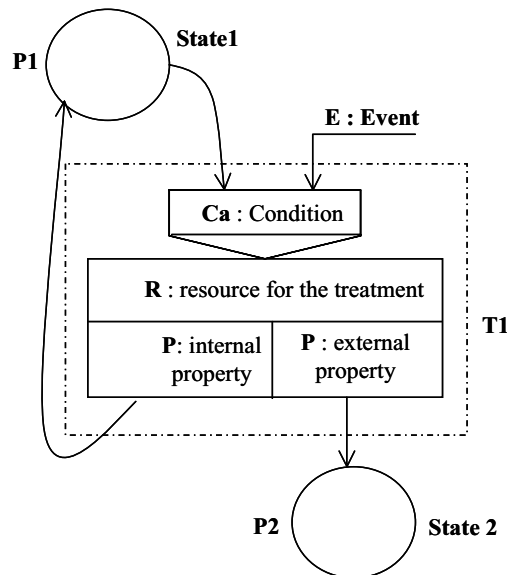 State1
P1
E : Event
Ca : Condition
R : resource for the treatment
T1
P: internal
property
P : external
property
P2
State 2